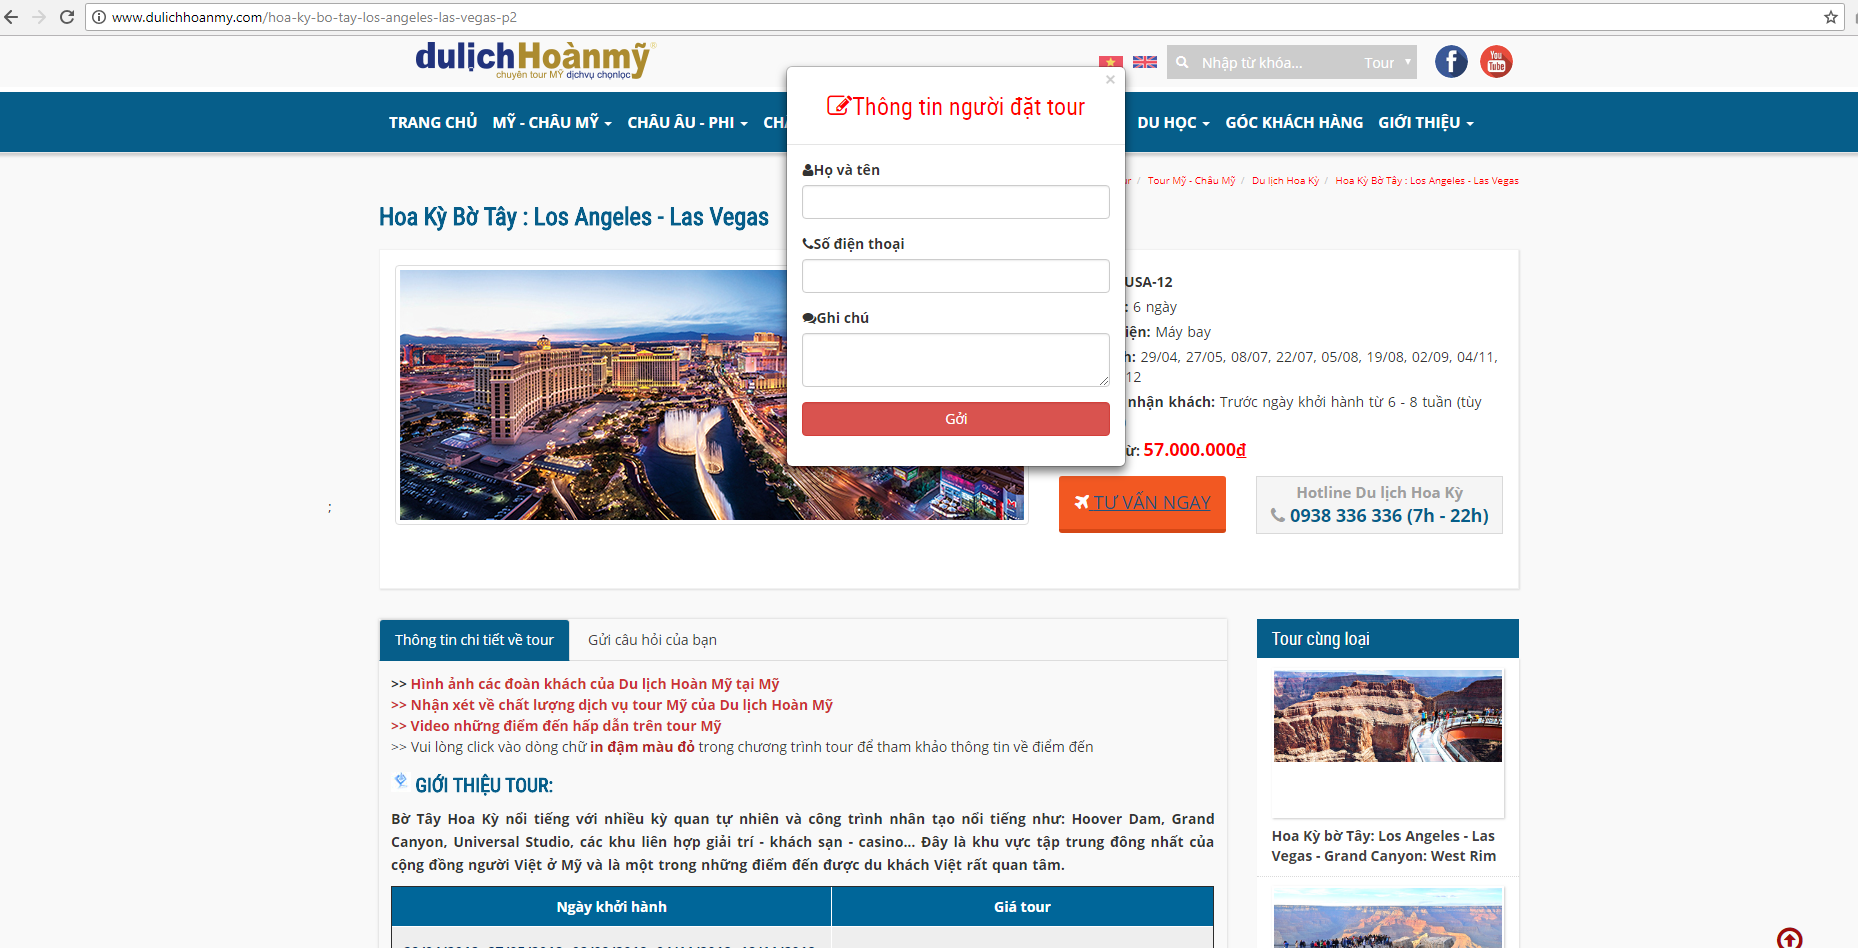 www.dulichhoanmy.com/hoa-ky-bo-tay-los-angeles-las-vegas-p2
dulịchHoànmỹ®
chuyên tour MỸ dịchvụ chọnlọc
Nhập từ khóa...
Tour
You
Tube
TRANG CHỦ MỸ - CHÂU MỸ CHÂU ÂU - PHI CHÂ DU HỌC GÓC KHÁCH HÀNG GIỚI THIỆU
ur / Tour Mỹ - Châu Mỹ / Du lịch Hoa Kỳ / Hoa Kỳ Bờ Tây : Los Angeles - Las Vegas
Hoa Kỳ Bờ Tây : Los Angeles - Las Vegas
×
Thông tin người đặt tour
Họ và tên
Số điện thoại
Ghi chú
Gởi
USA-12
: 6 ngày
iện: Máy bay
h: 29/04, 27/05, 08/07, 22/07, 05/08, 19/08, 02/09, 04/11,
12
nhận khách: Trước ngày khởi hành từ 6 - 8 tuần (tùy
)
ừ: 57.000.000đ
TƯ VẤN NGAY
Hotline Du lịch Hoa Kỳ
0938 336 336 (7h - 22h)
;
Thông tin chi tiết về tour
Gửi câu hỏi của bạn
>> Hình ảnh các đoàn khách của Du lịch Hoàn Mỹ tại Mỹ
>> Nhận xét về chất lượng dịch vụ tour Mỹ của Du lịch Hoàn Mỹ
>> Video những điểm đến hấp dẫn trên tour Mỹ
>> Vui lòng click vào dòng chữ in đậm màu đỏ trong chương trình tour để tham khảo thông tin về điểm đến
GIỚI THIỆU TOUR:
Bờ Tây Hoa Kỳ nổi tiếng với nhiều kỳ quan tự nhiên và công trình nhân tạo nổi tiếng như: Hoover Dam, Grand
Canyon, Universal Studio, các khu liên hợp giải trí - khách sạn - casino... Đây là khu vực tập trung đông nhất của
cộng đồng người Việt ở Mỹ và là một trong những điểm đến được du khách Việt rất quan tâm.
Ngày khởi hành
Giá tour
Tour cùng loại
Hoa Kỳ bờ Tây: Los Angeles - Las
Vegas - Grand Canyon: West Rim